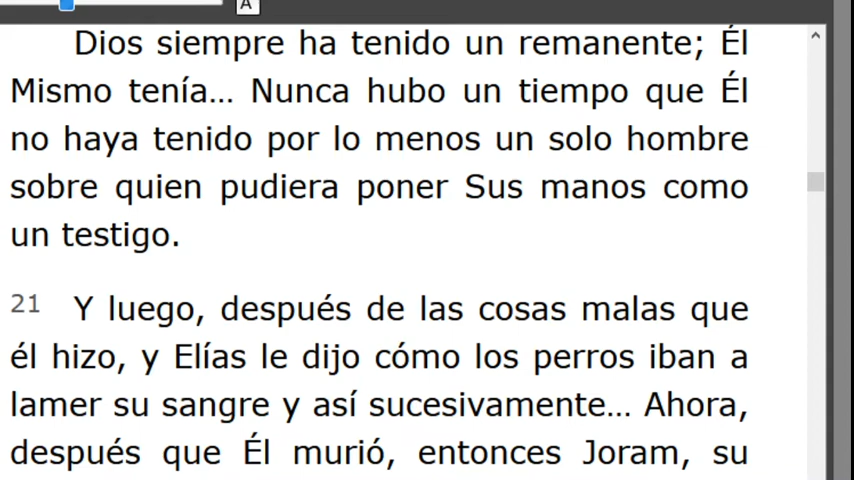 A
Dios siempre ha tenido un remanente; Él
Mismo tenía… Nunca hubo un tiempo que Él
no haya tenido por lo menos un solo hombre
sobre quien pudiera poner Sus manos como
un testigo.
21 Y luego, después de las cosas malas que
él hizo, y Elías le dijo cómo los perros iban a
lamer su sangre y así sucesivamente… Ahora,
después que Él murió, entonces Joram, su